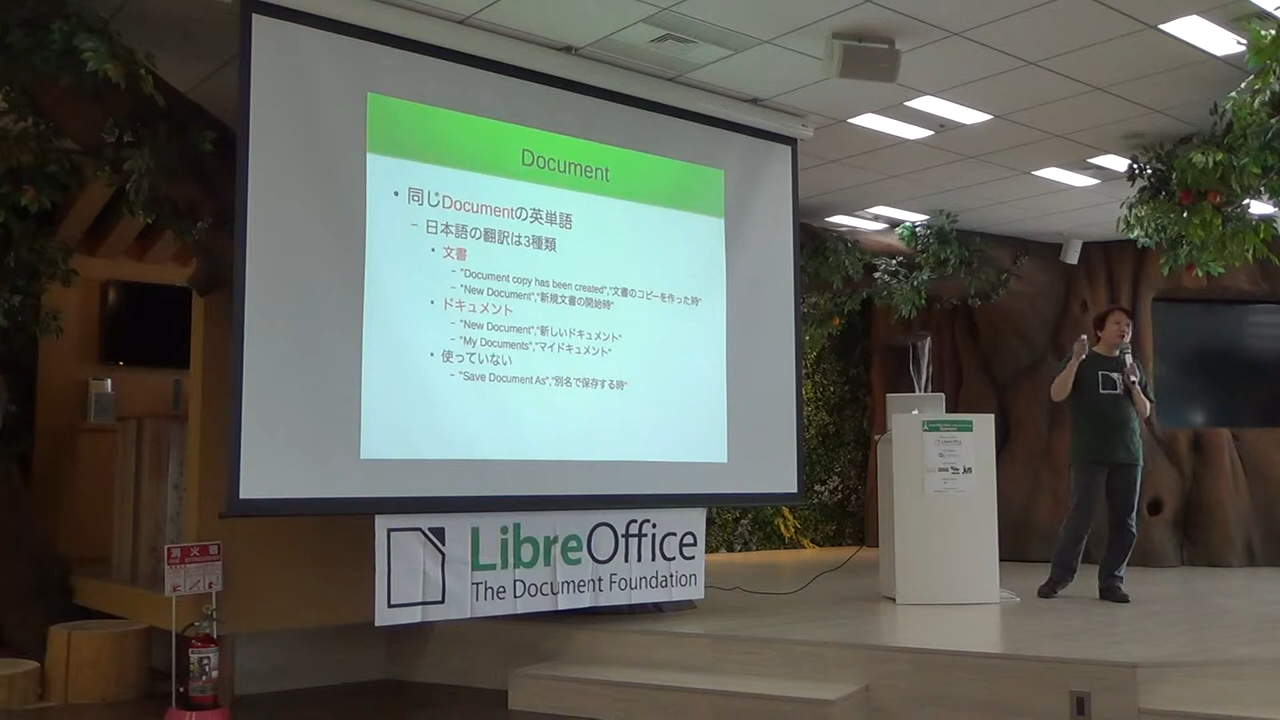 Document
• 同じDocumentの英単語
– 日本語の翻訳は3種類
• 文書
– "Document copy has been created","文書のコピーを作った時"
– "New Document","新規文書の開始時"
• ドキュメント
– "New Document","新しいドキュメント"
– "My Documents","マイドキュメント"
• 使っていない
– "Save Document As","別名で保存する時"
LibreOffice
The Document Foundation
消火器